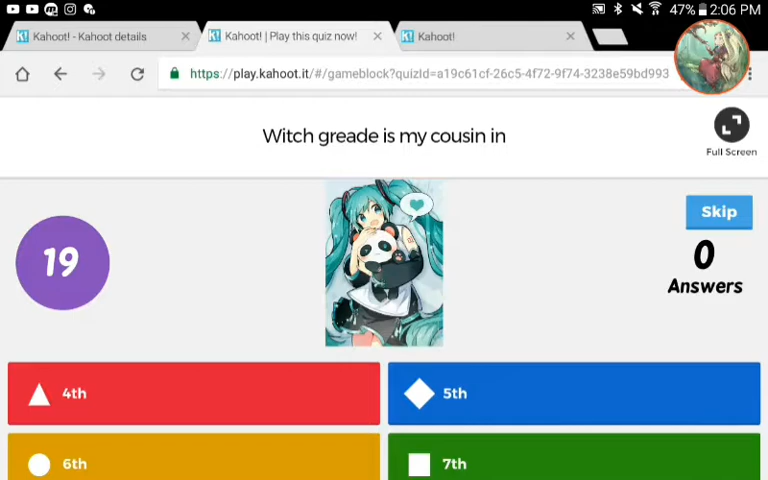 47% 2:06 PM
Kahoot! - Kahoot details
Kahoot! | Play this quiz now!
Kahoot!
https://play.kahoot.it/#/gameblock?quizId=a19c61cf-26c5-4f72-9f74-3238e59bd993
Witch greade is my cousin in
Full Screen
19
Skip
0
Answers
4th
5th
6th
7th